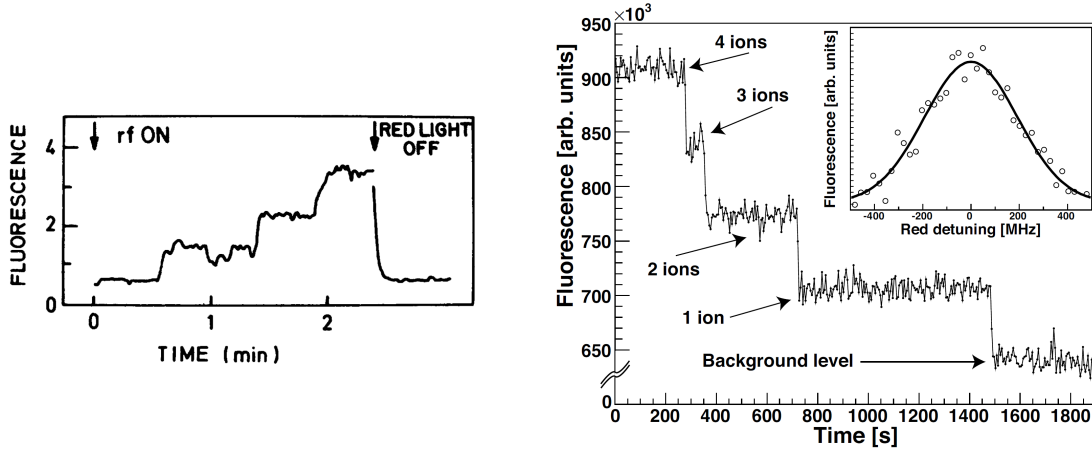 FLUORESCENCE
4
2
0
rf ON
RED LIGHT
OFF
0
1
2
TIME (min)
×10³
Fluorescence [arb. units]
950
900
850
800
750
700
650
0
4 ions
3 ions
2 ions
1 ion
Background level
0
200
400
600
800
1000
1200
1400
1600
1800
Time [s]
Fluorescence [arb. units]
-400
-200
0
200
400
Red detuning [MHz]